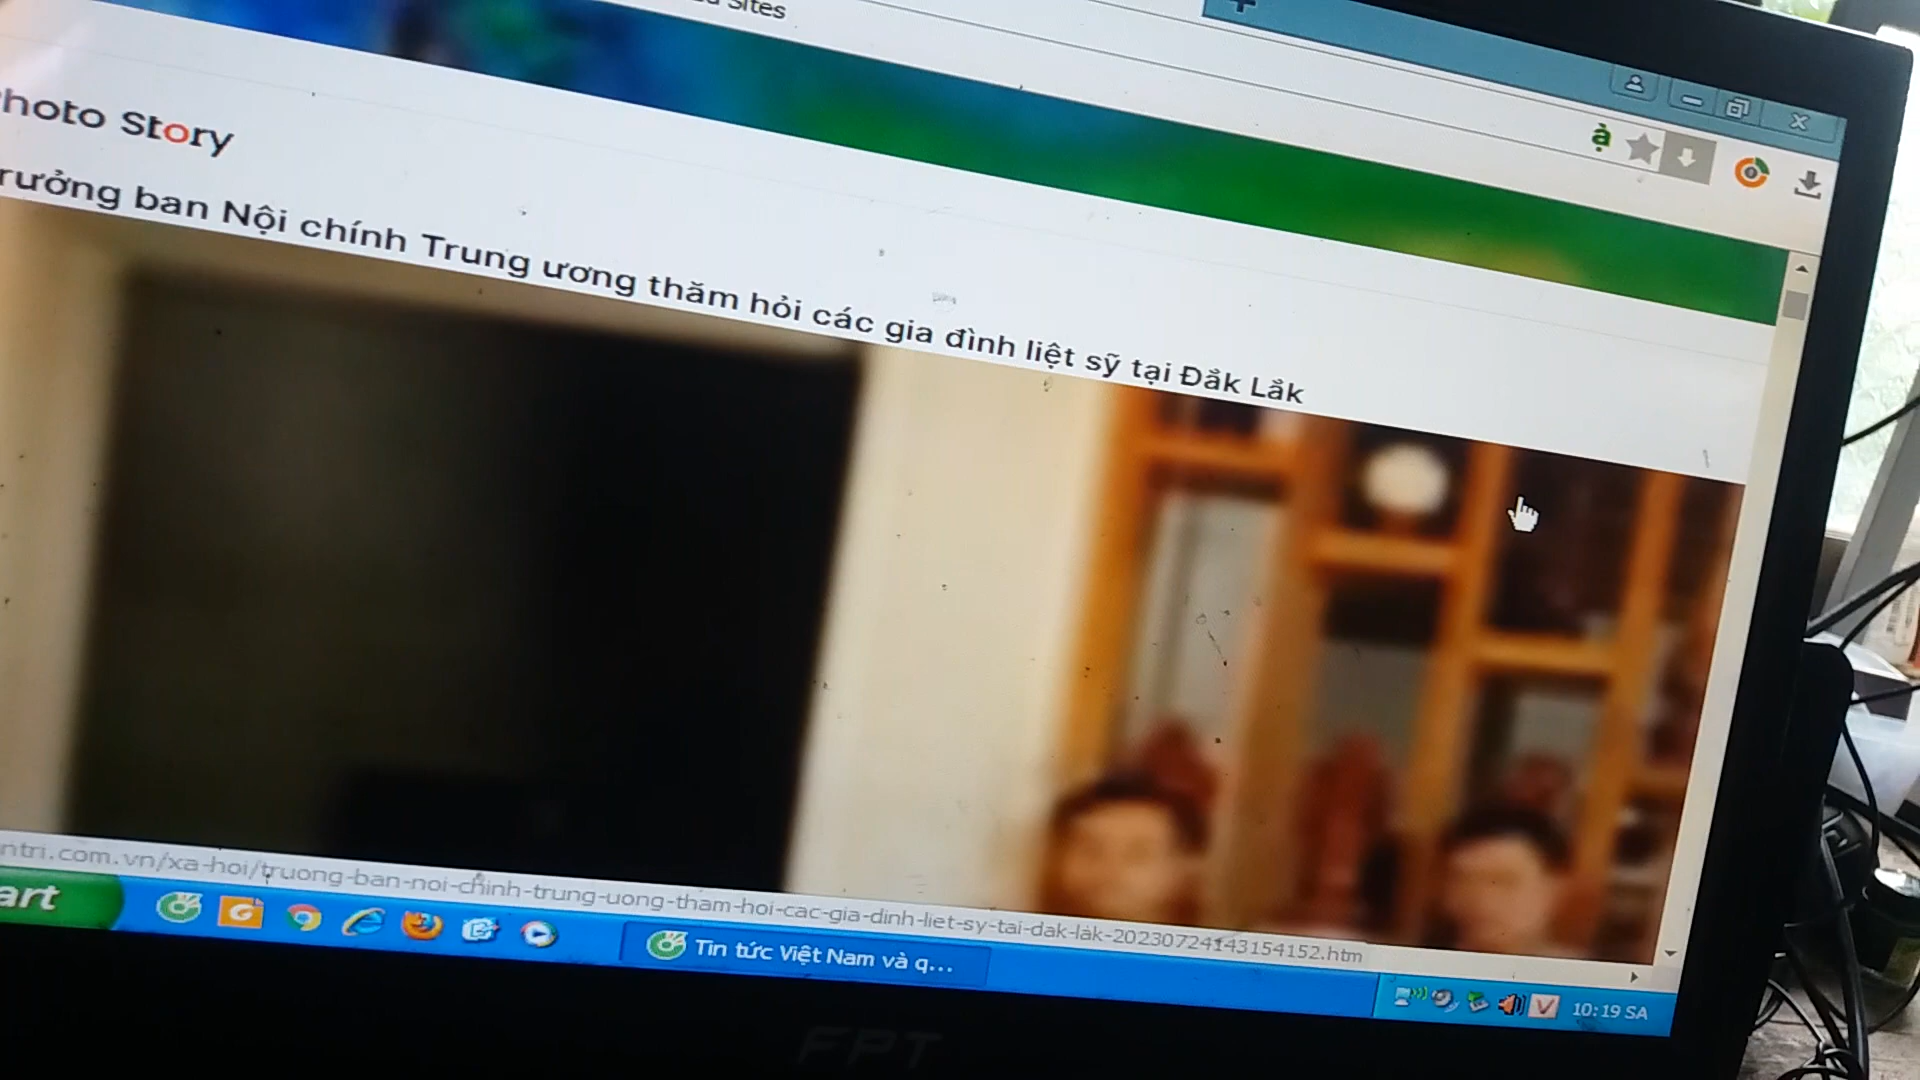 Sites
Photo Story
rưởng ban Nội chính Trung ương thăm hỏi các gia đình liệt sỹ tại Đắk Lắk
ntri.com.vn/xa-hoi/truong-ban-noi-chinh-trung-uong-tham-hoi-cac-gia-dinh-liet-sy-tai-dak-lak-20230724143154152.htm
art
Tin tức Việt Nam và q...
10:19 SA
FPT